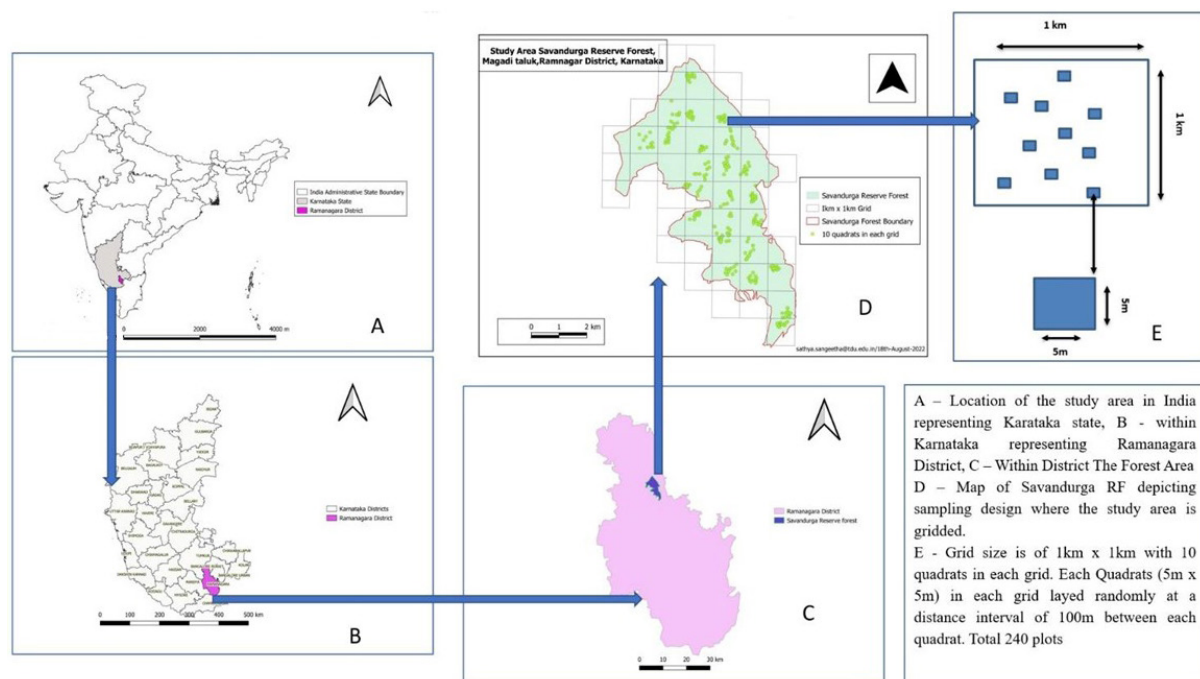 India Administrative State Boundary
Karnataka State
Ramanagara District
0 2000 4000 m
A
Study Area Savandurga Reserve Forest,
Magadi taluk,Ramnagar District, Karnataka
Savandurga Reserve Forest
1km x 1km Grid
Savandurga Forest Boundary
10 quadrats in each grid
0 1 2 km
D
sathya.sangeetha@tdu.edu.in/18th-August-2022
1 km
1 km
5m
5m
E
Karnataka Districts
Ramanagara District
0 100 200 300 400 500 km
B
Ramanagara District
Savandurga Reserve forest
0 10 20 30 km
C
A – Location of the study area in India
representing Karataka state, B - within
Karnataka representing Ramanagara
District, C – Within District The Forest Area
D – Map of Savandurga RF depicting
sampling design where the study area is
gridded.
E - Grid size is of 1km x 1km with 10
quadrats in each grid. Each Quadrats (5m x
5m) in each grid layed randomly at a
distance interval of 100m between each
quadrat. Total 240 plots